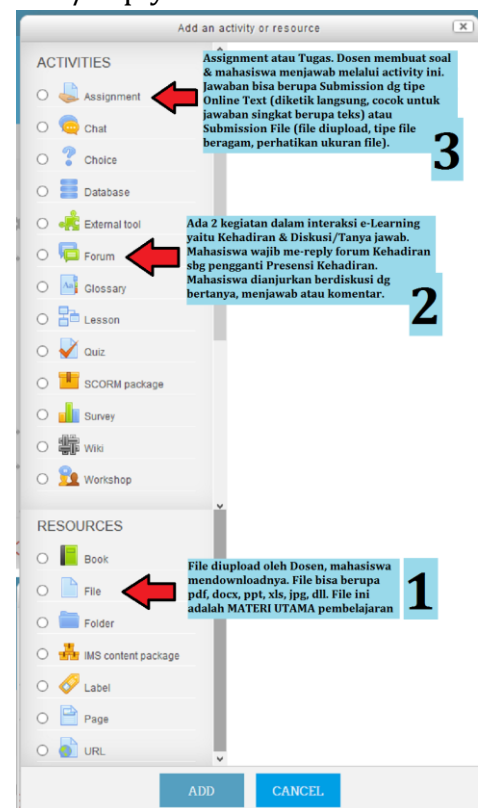 Add an activity or resource
x
ACTIVITIES
Assignment
Assignment atau Tugas. Dosen membuat soal
& mahasiswa menjawab melalui activity ini.
Jawaban bisa berupa Submission dg tipe
Online Text (diketik langsung, cocok untuk
jawaban singkat berupa teks) atau
Submission File (file diupload, tipe file
beragam, perhatikan ukuran file).
3
Chat
Choice
Database
External tool
Forum
Ada 2 kegiatan dalam interaksi e-Learning
yaitu Kehadiran & Diskusi/Tanya jawab.
Mahasiswa wajib me-reply forum Kehadiran
sbg pengganti Presensi Kehadiran.
Mahasiswa dianjurkan berdiskusi dg
bertanya, menjawab atau komentar.
2
Glossary
Lesson
Quiz
SCORM package
Survey
Wiki
Workshop
RESOURCES
Book
File
File diupload oleh Dosen, mahasiswa
mendownloadnya. File bisa berupa
pdf, docx, ppt, xls, jpg, dll. File ini
adalah MATERI UTAMA pembelajaran
1
Folder
IMS content package
Label
Page
URL
ADD
CANCEL